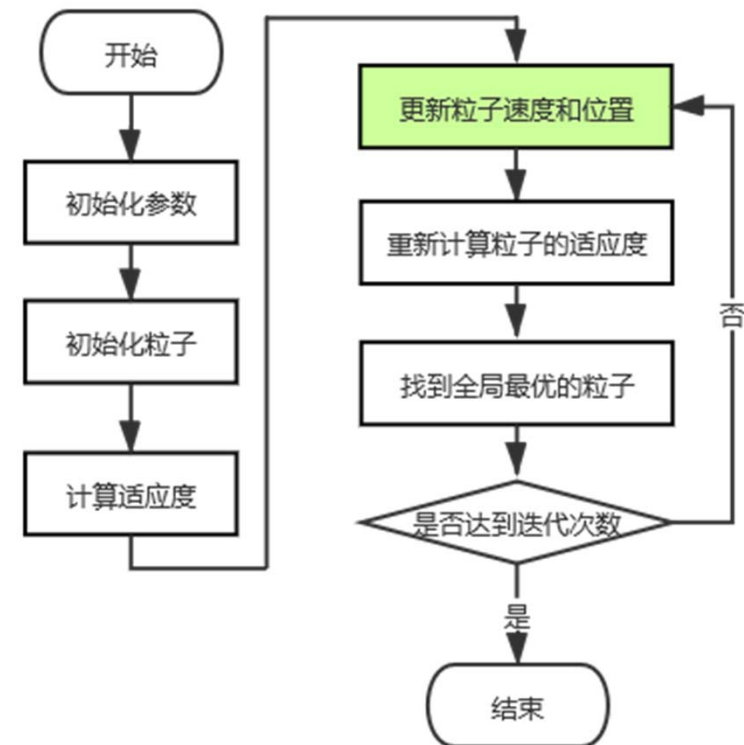 开始
初始化参数
初始化粒子
计算适应度
更新粒子速度和位置
重新计算粒子的适应度
找到全局最优的粒子
是否达到迭代次数
否
是
结束